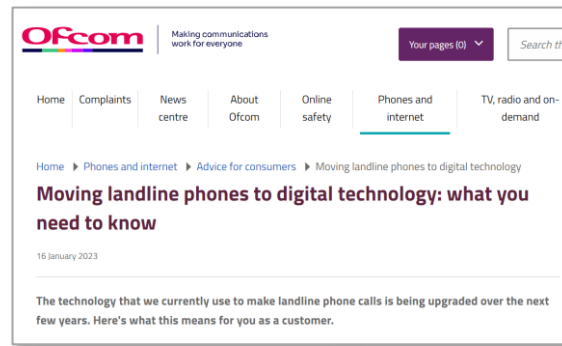 Ofcom
Making communications
work for everyone
Your pages (0)
Search
Home Complaints News centre About Ofcom Online safety Phones and internet TV, radio and on-demand
Home Phones and internet Advice for consumers Moving landline phones to digital technology
Moving landline phones to digital technology: what you
need to know
16 January 2023
The technology that we currently use to make landline phone calls is being upgraded over the next
few years. Here's what this means for you as a customer.